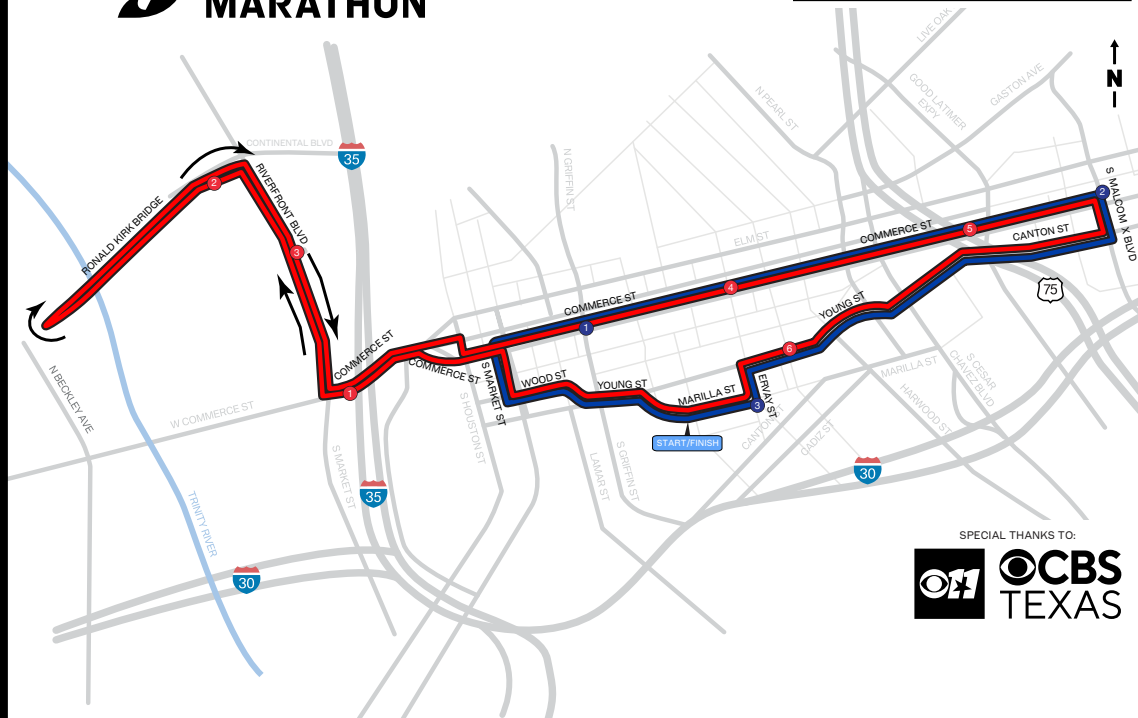 MARATHON
N
LIVE OAK
N PEARL ST
GOOD LATIMER
EXPY
GASTON AVE
CONTINENTAL BLVD
35
N GRIFFIN ST
RIVERFRONT BLVD
2
RONALD KIRK BRIDGE
3
S MALCOM X BLVD
2
5
COMMERCE ST
CANTON ST
ELM ST
75
4
COMMERCE ST
1
YOUNG ST
6
COMMERCE ST
COMMERCE ST
1
S MARKET ST
WOOD ST
YOUNG ST
MARILLA ST
ERVAY ST
3
MARILLA ST
S CESAR
CHAVEZ BLVD
HARWOOD ST
N BECKLEY AVE
W COMMERCE ST
S HOUSTON ST
START/FINISH
CANTON
CADIZ ST
S MARKET ST
LAMAR ST
S GRIFFIN ST
35
30
TRINITY RIVER
30
SPECIAL THANKS TO:
11
CBS
TEXAS